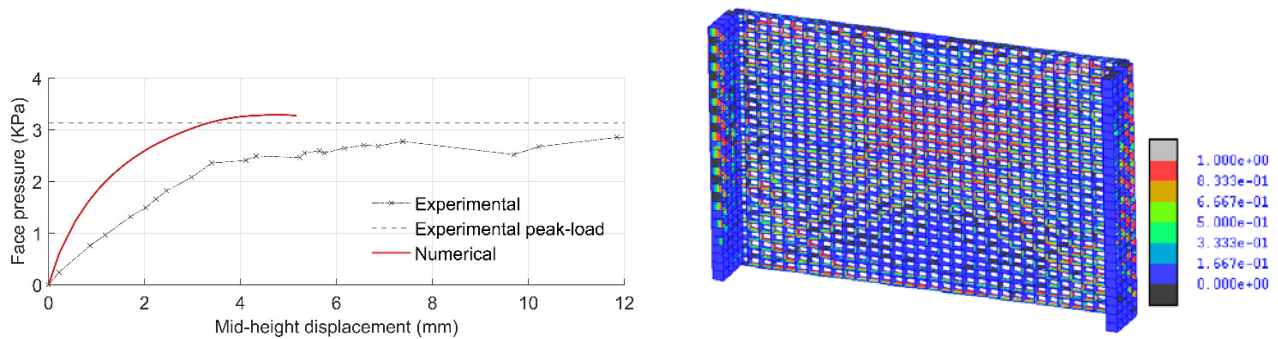 4
3
2
1
0
Face pressure (KPa)
Experimental
Experimental peak-load
Numerical
0 2 4 6 8 10 12
Mid-height displacement (mm)
1.000e+00
8.333e-01
6.667e-01
5.000e-01
3.333e-01
1.667e-01
0.000e+00